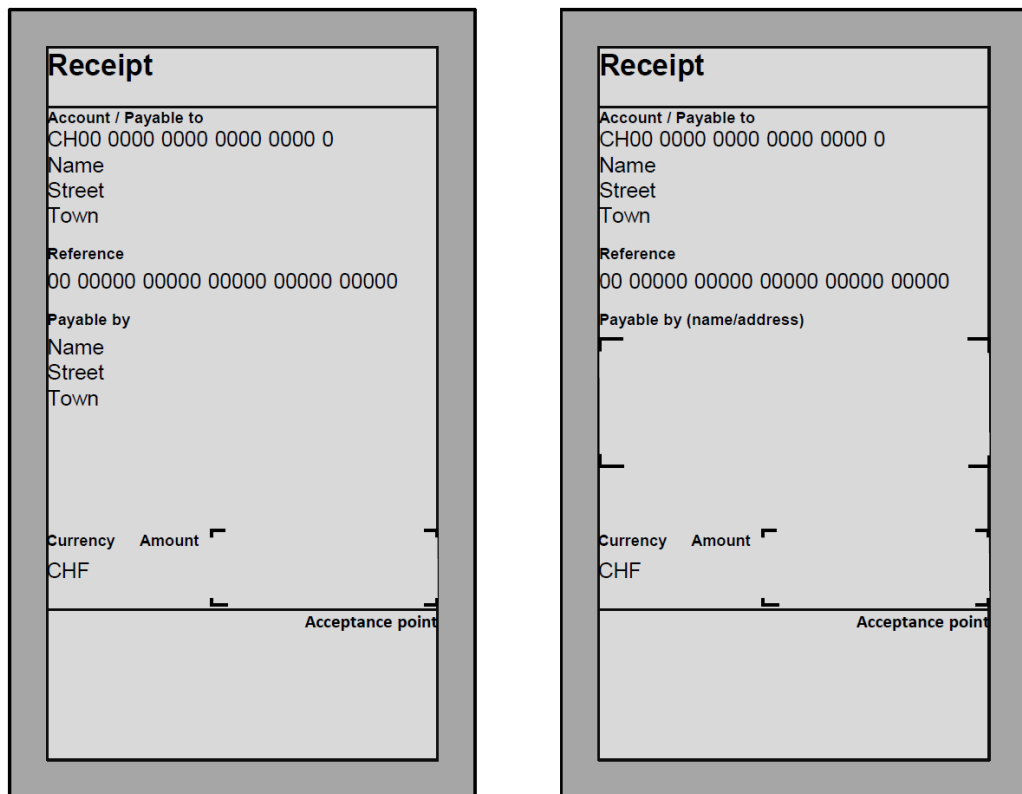 Receipt
Account / Payable to
CH00 0000 0000 0000 0000 0
Name
Street
Town
Reference
00 00000 00000 00000 00000 00000
Payable by
Name
Street
Town
Currency Amount
CHF
Acceptance point
Receipt
Account / Payable to
CH00 0000 0000 0000 0000 0
Name
Street
Town
Reference
00 00000 00000 00000 00000 00000
Payable by (name/address)
Currency Amount
CHF
Acceptance point